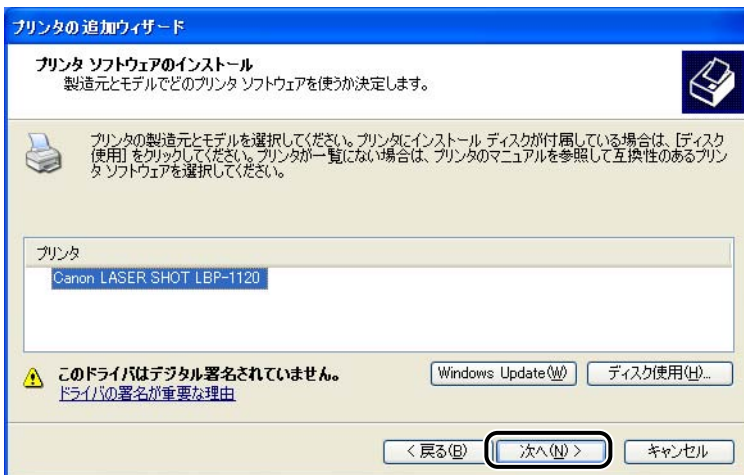 プリンタの追加ウィザード
プリンタ ソフトウェアのインストール
製造元とモデルでどのプリンタ ソフトウェアを使うか決定します。
プリンタの製造元とモデルを選択してください。プリンタにインストール ディスクが付属している場合は、[ディスク
使用] をクリックしてください。プリンタが一覧にない場合は、プリンタのマニュアルを参照して互換性のあるプリン
タ ソフトウェアを選択してください。
プリンタ
Canon LASER SHOT LBP-1120
このドライバはデジタル署名されていません。
ドライバの署名が重要な理由
Windows Update(W)
ディスク使用(H)...
< 戻る(B)
次へ(N) >
キャンセル